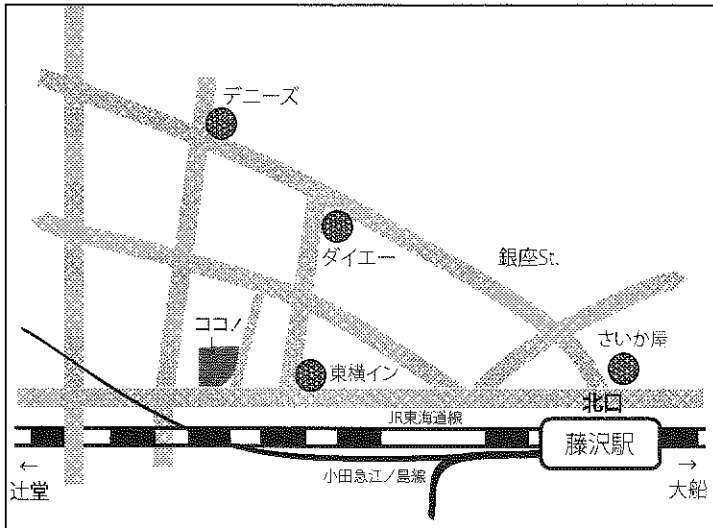 デニーズ
ダイエー
銀座St.
ココ!
さいか屋
東横イン
北口
JR東海道線
藤沢駅
←
辻堂
小田急江ノ島線
→
大船